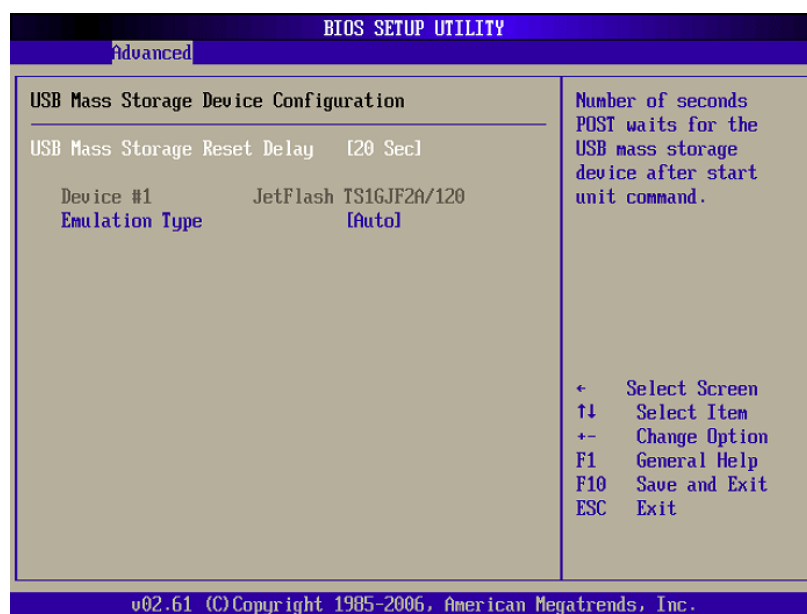 BIOS SETUP UTILITY
Advanced
USB Mass Storage Device Configuration
USB Mass Storage Reset Delay [20 Sec]
Device #1 JetFlash TS1GJF2A/120
Emulation Type [Auto]
Number of seconds
POST waits for the
USB mass storage
device after start
unit command.
← Select Screen
↑↓ Select Item
+- Change Option
F1 General Help
F10 Save and Exit
ESC Exit
v02.61 (C)Copyright 1985-2006, American Megatrends, Inc.